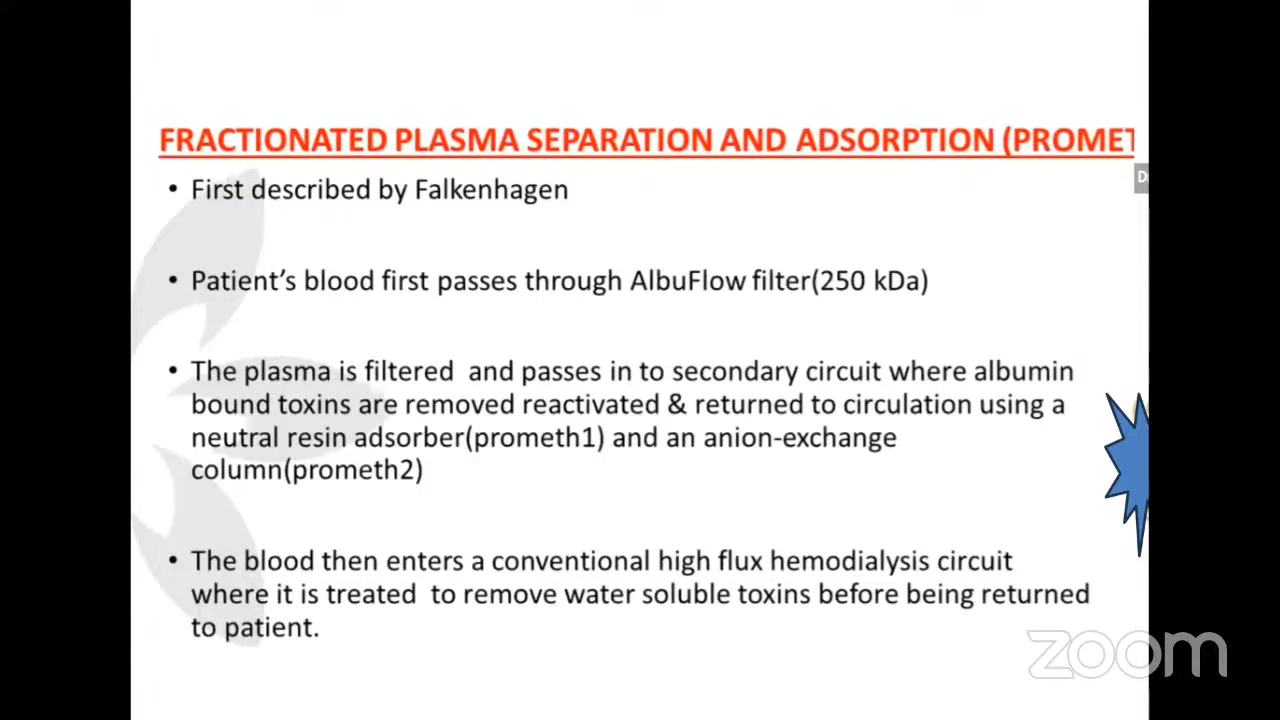 FRACTIONATED PLASMA SEPARATION AND ADSORPTION (PROMET
D
• First described by Falkenhagen
• Patient's blood first passes through AlbuFlow filter(250 kDa)
• The plasma is filtered  and passes in to secondary circuit where albumin
bound toxins are removed reactivated & returned to circulation using a
neutral resin adsorber(prometh1) and an anion-exchange
column(prometh2)
• The blood then enters a conventional high flux hemodialysis circuit
where it is treated  to remove water soluble toxins before being returned
to patient.
zoom